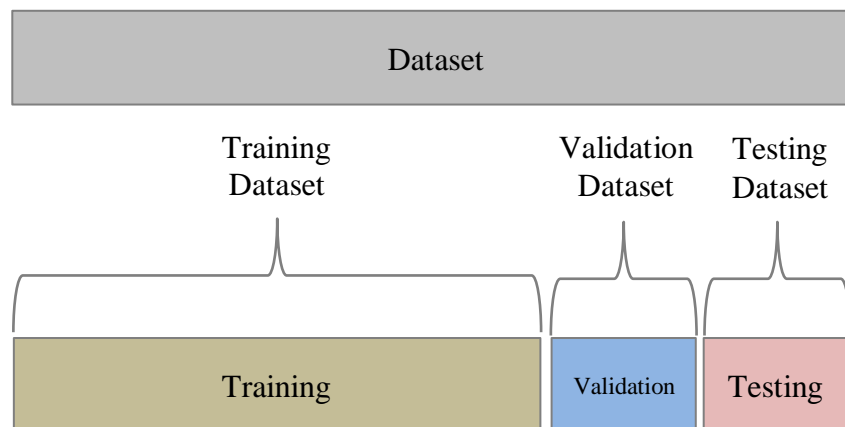 Dataset
Training
Dataset
Validation
Dataset
Testing
Dataset
Training
Validation
Testing